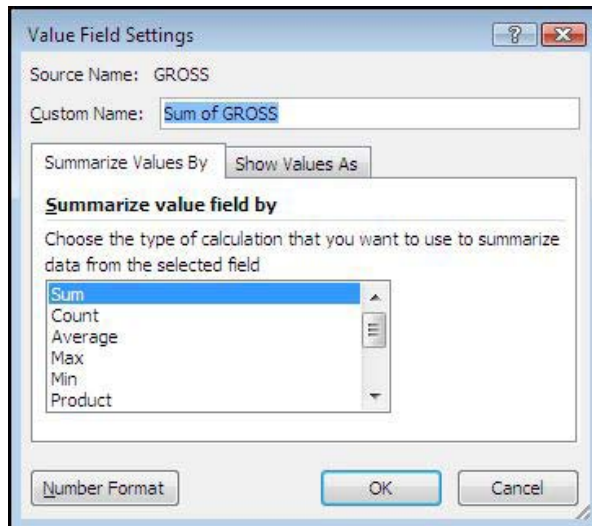 Value Field Settings
Source Name: GROSS
Custom Name: Sum of GROSS
Summarize Values By Show Values As
Summarize value field by
Choose the type of calculation that you want to use to summarize
data from the selected field
Sum
Count
Average
Max
Min
Product
Number Format OK Cancel